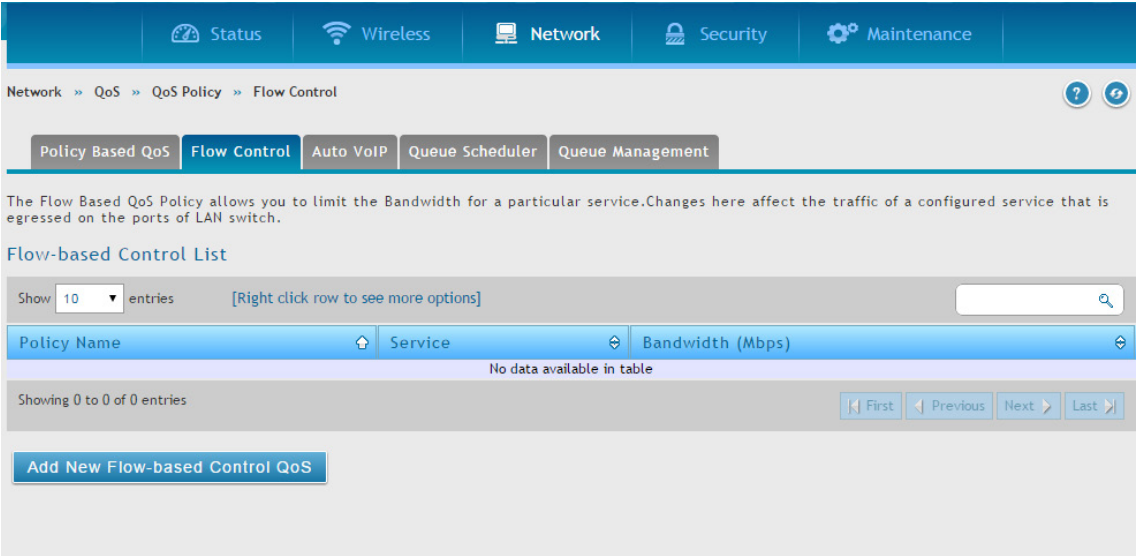 Status Wireless Network Security Maintenance
Network » QoS » QoS Policy » Flow Control
?
Policy Based QoS Flow Control Auto VoIP Queue Scheduler Queue Management
The Flow Based QoS Policy allows you to limit the Bandwidth for a particular service.Changes here affect the traffic of a configured service that is
egressed on the ports of LAN switch.
Flow-based Control List
Show 10 entries [Right click row to see more options]
Policy Name Service Bandwidth (Mbps)
No data available in table
Showing 0 to 0 of 0 entries First Previous Next Last
Add New Flow-based Control QoS